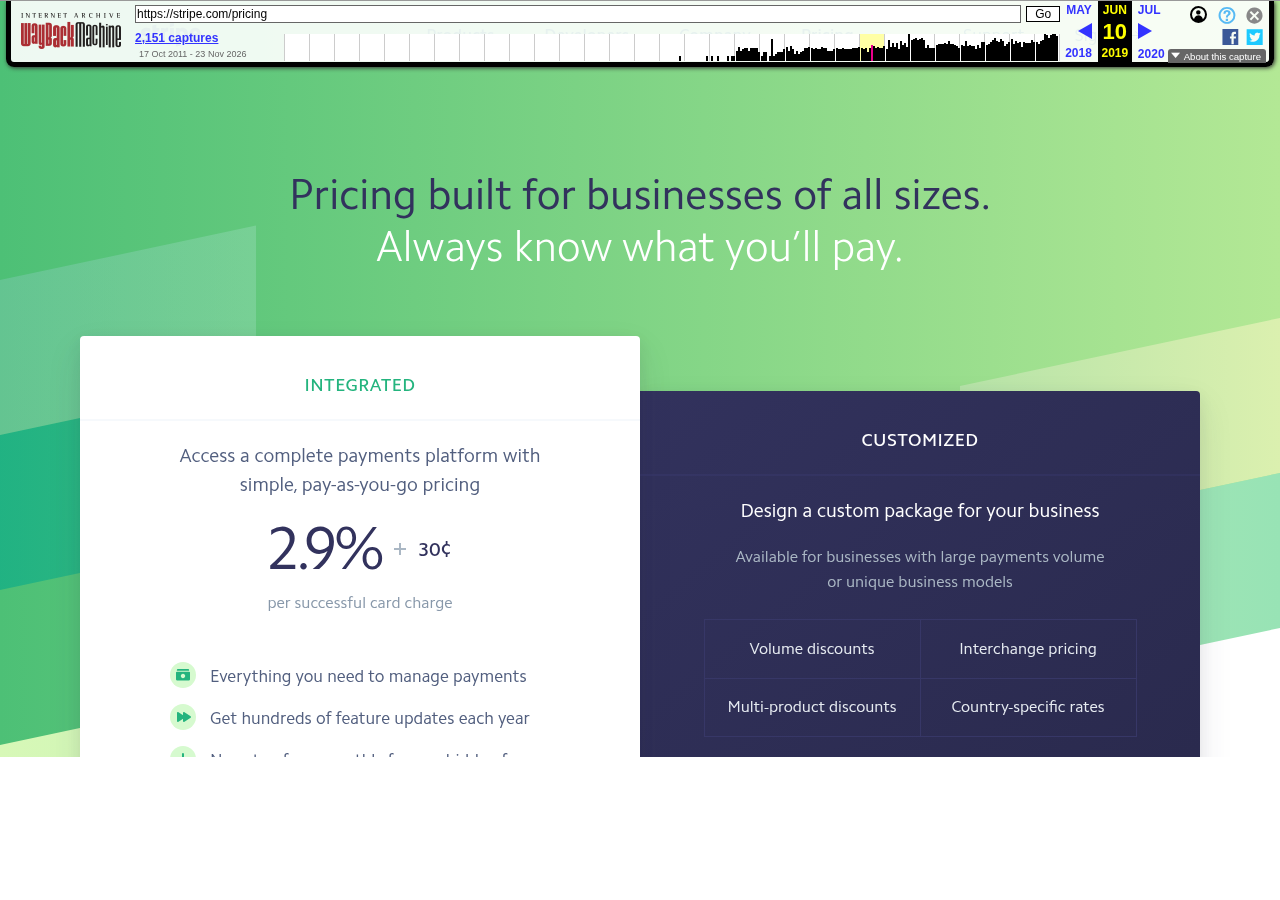 INTERNET ARCHIVE
WayBackMachine
https://stripe.com/pricing
Go
2,151 captures
17 Oct 2011 - 23 Nov 2026
MAY JUN JUL
10
2018 2019 2020
About this capture
Pricing built for businesses of all sizes.
Always know what you’ll pay.
INTEGRATED
Access a complete payments platform with
simple, pay-as-you-go pricing
2.9% + 30¢
per successful card charge
Everything you need to manage payments
Get hundreds of feature updates each year
CUSTOMIZED
Design a custom package for your business
Available for businesses with large payments volume
or unique business models
Volume discounts
Interchange pricing
Multi-product discounts
Country-specific rates